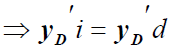 ⇒ y_D′i = y_D′d